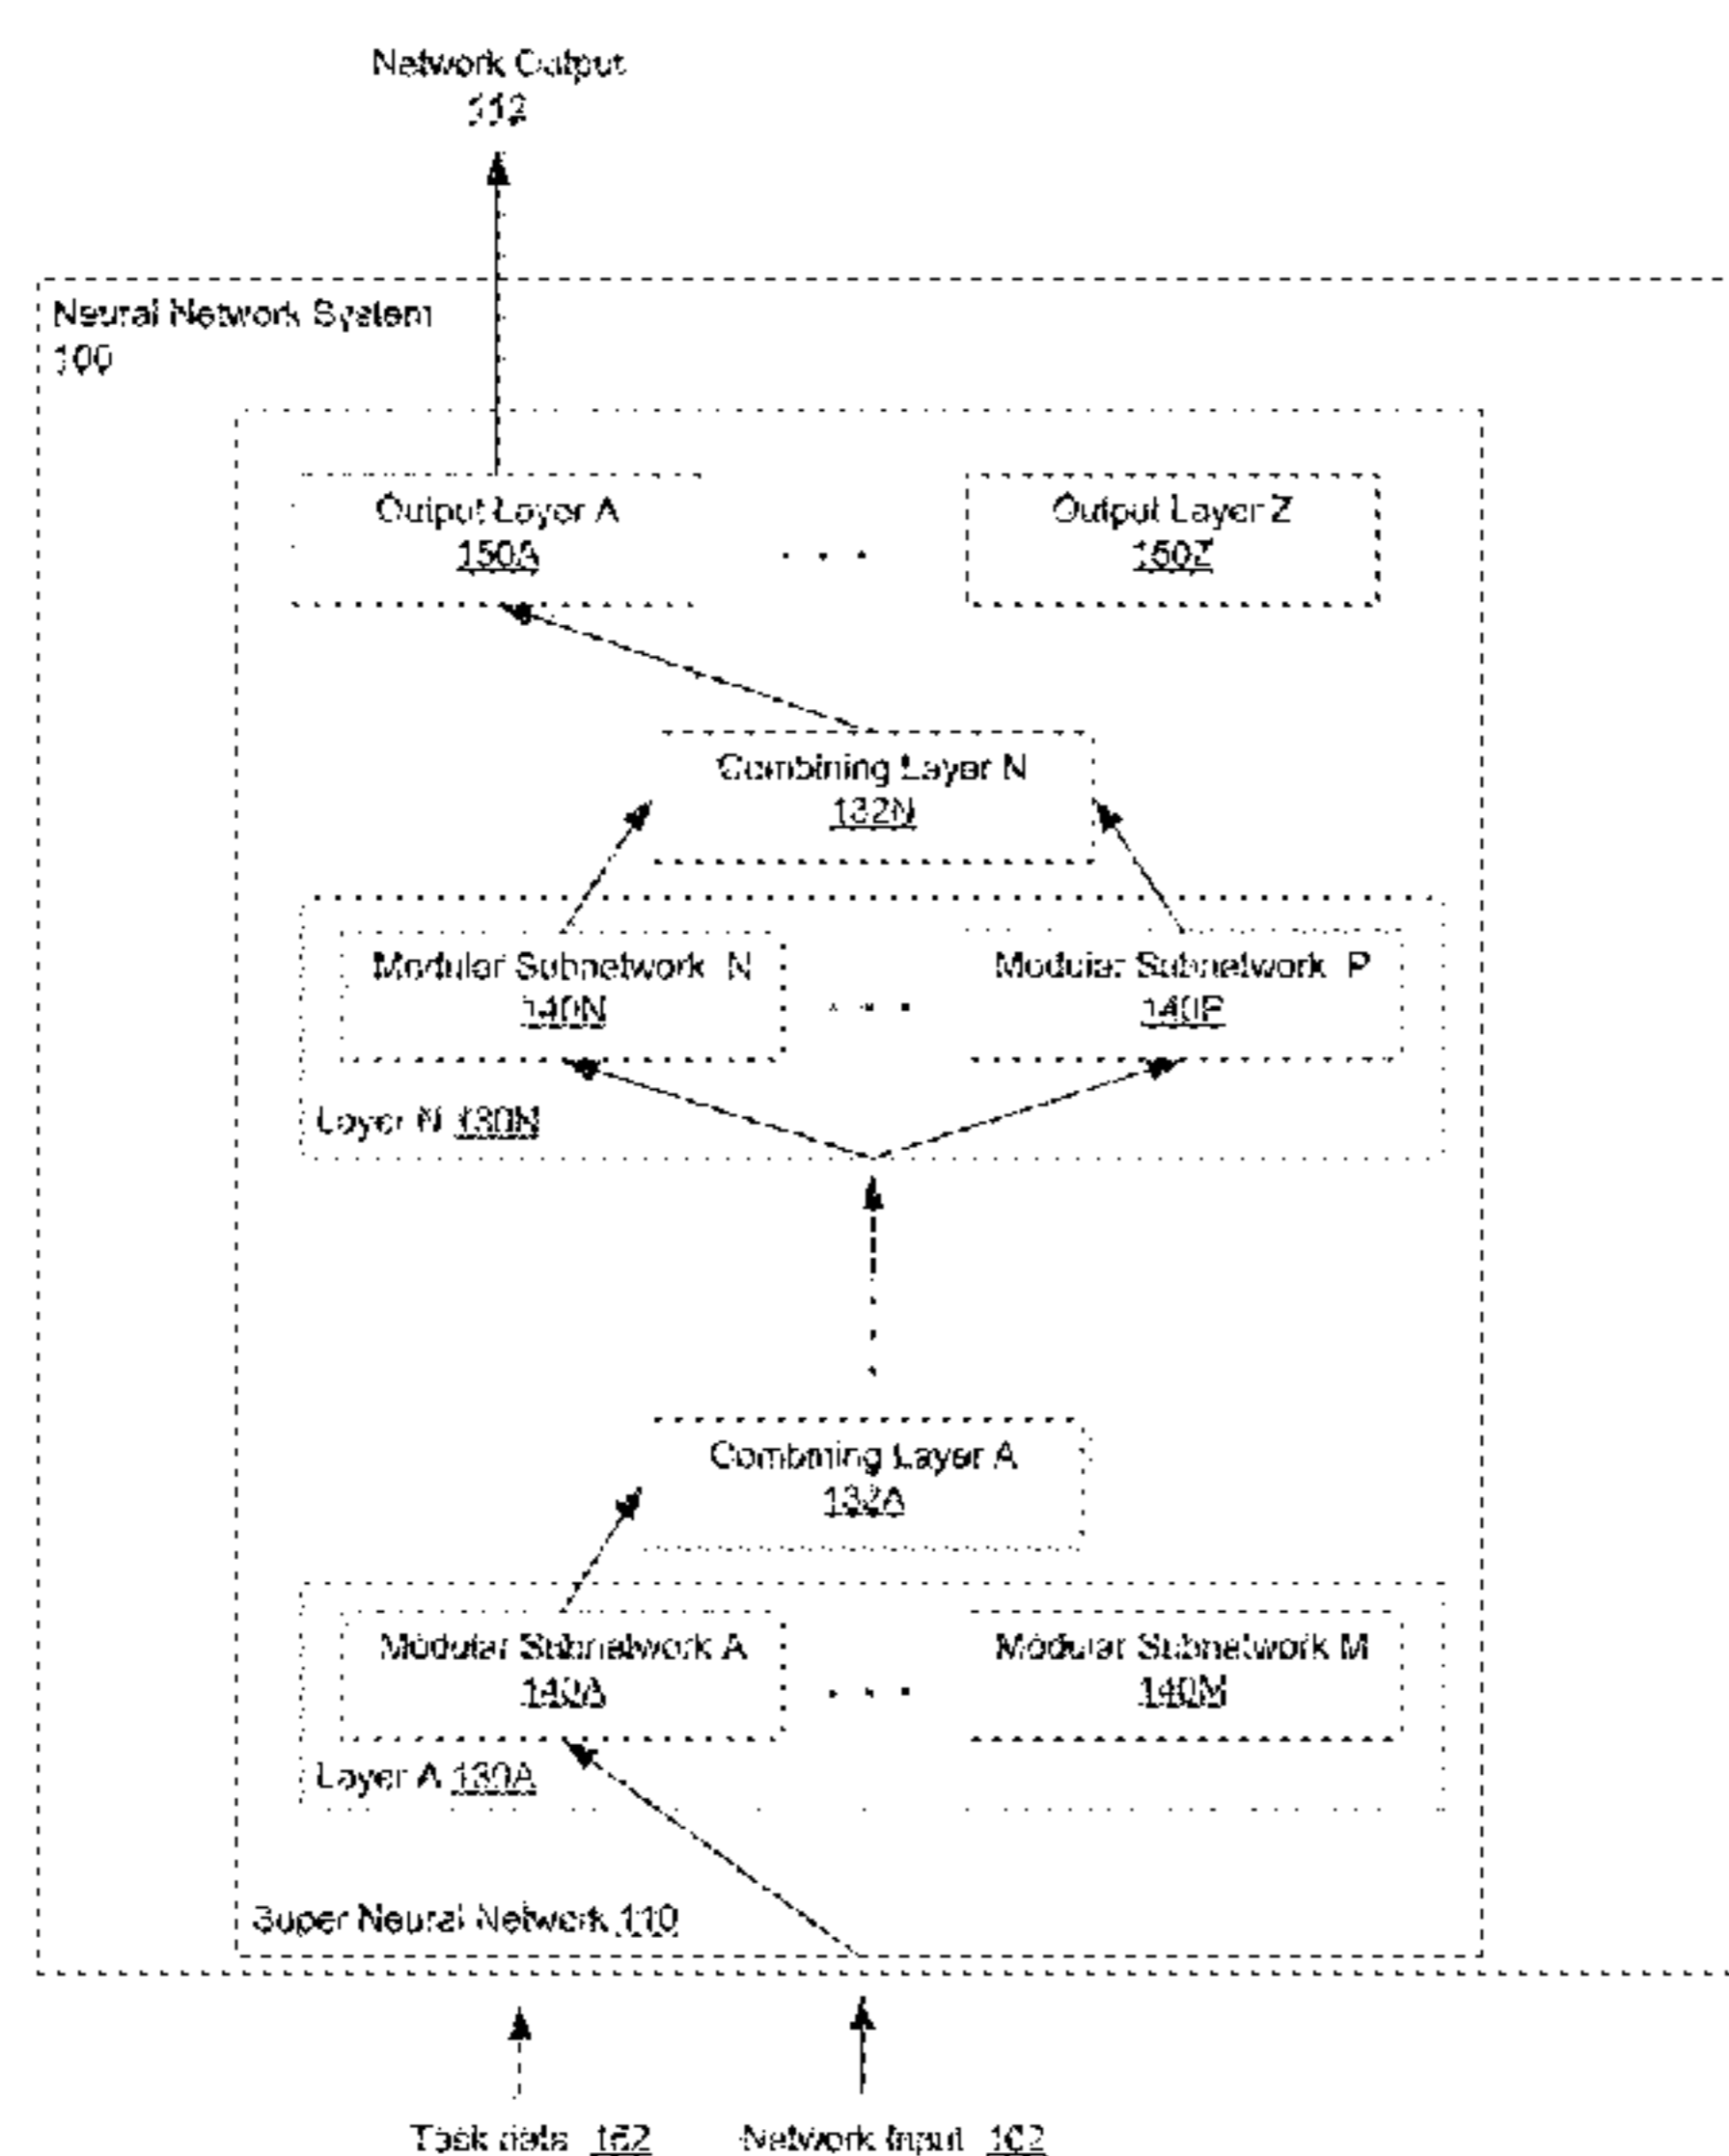 Network Output
112
Neural Network System
100
Output Layer A
150A
. . .
Output Layer Z
150Z
Combining Layer N
132N
Modular Subnetwork N
140N
. . .
Modular Subnetwork P
140P
Layer N 130N
Combining Layer A
132A
Modular Subnetwork A
140A
. . .
Modular Subnetwork M
140M
Layer A 130A
Super Neural Network 110
Task data 152
Network Input 102